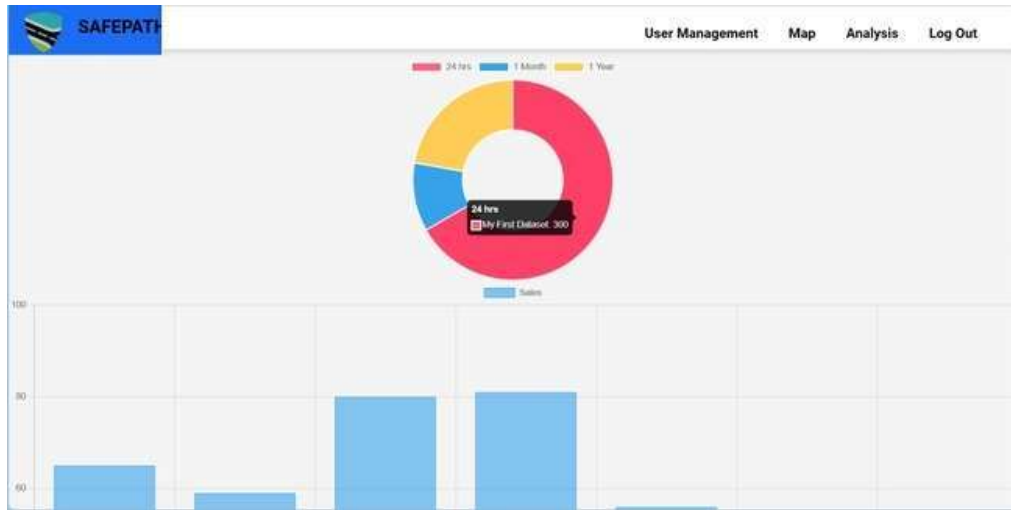 SAFEPATH
User Management Map Analysis Log Out
24 hrs 1 Month 1 Year
24 hrs
My First Dataset: 300
Sales
100
80
60